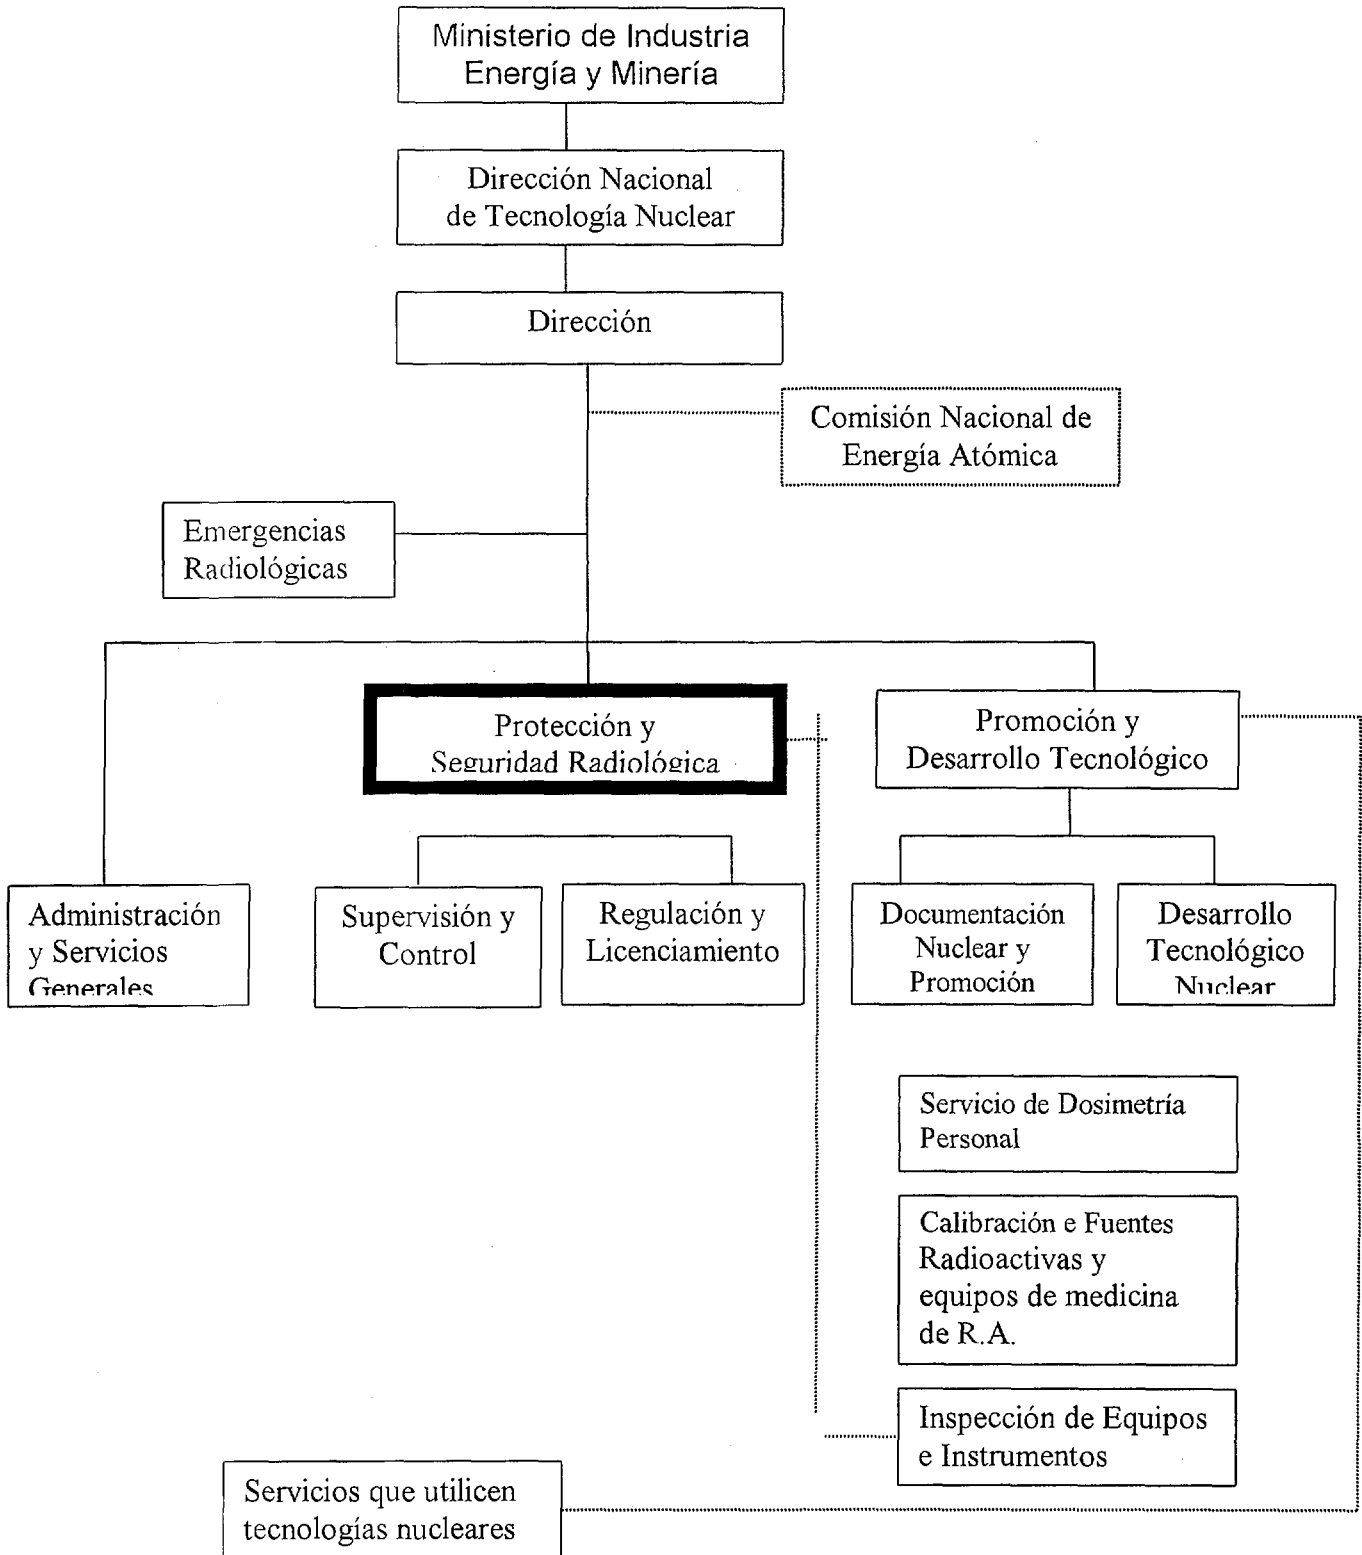 Ministerio de Industria
Energía y Minería
Dirección Nacional
de Tecnología Nuclear
Dirección
Comisión Nacional de
Energía Atómica
Emergencias
Radiológicas
Protección y
Seguridad Radiológica
Promoción y
Desarrollo Tecnológico
Administración
y Servicios
Generales
Supervisión y
Control
Regulación y
Licenciamiento
Documentación
Nuclear y
Promoción
Desarrollo
Tecnológico
Nuclear
Servicio de Dosimetría
Personal
Calibración e Fuentes
Radioactivas y
equipos de medicina
de R.A.
Inspección de Equipos
e Instrumentos
Servicios que utilicen
tecnologías nucleares